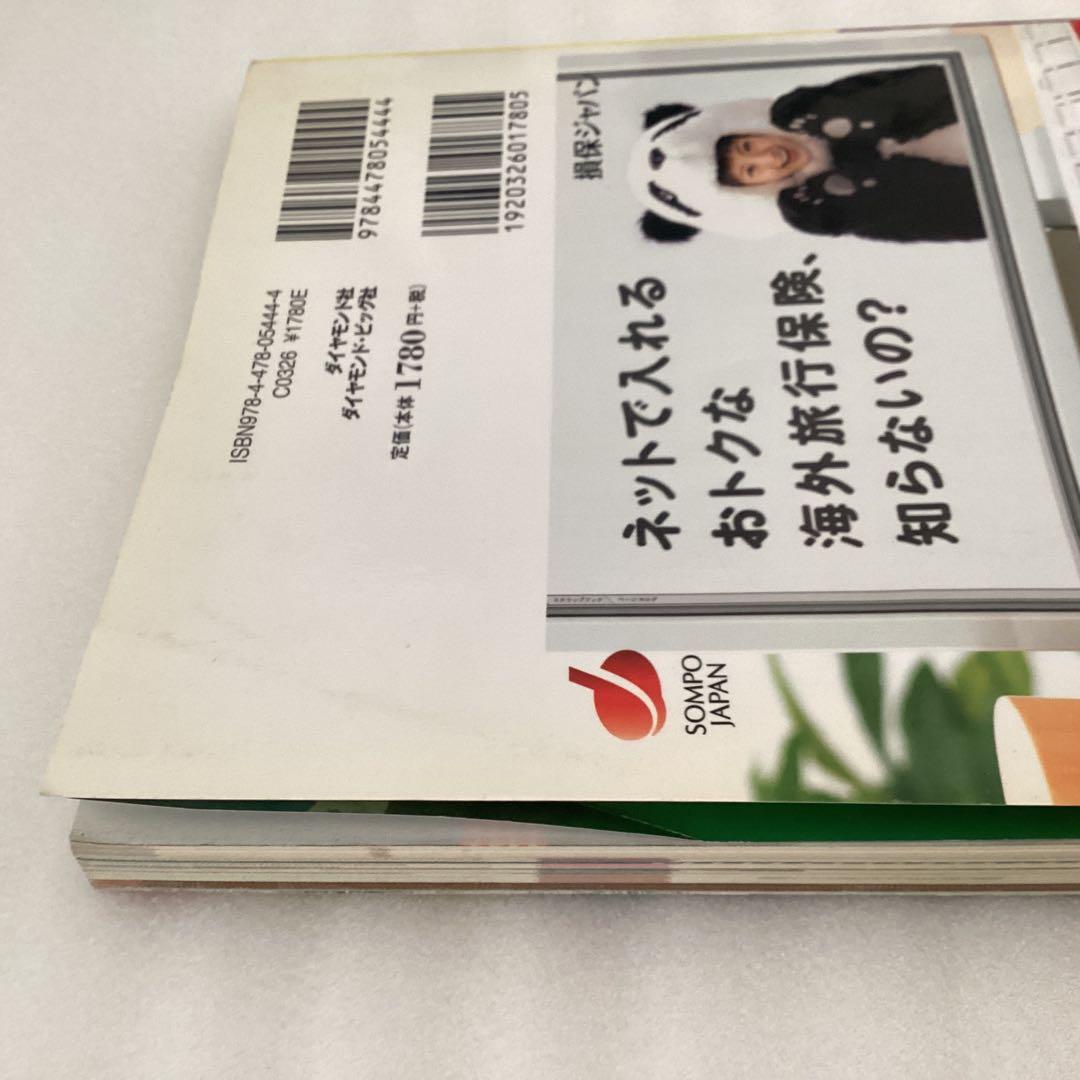 9784478054444
1920326017805
ISBN978-4-478-05444-4
C0326 ¥1780E
ダイヤモンド社
ダイヤモンド・ビッグ社
定価(本体1780円+税)
損保ジャパン
ネットで入れる
おトクな
海外旅行保険、
知らないの?
SOMPO
JAPAN